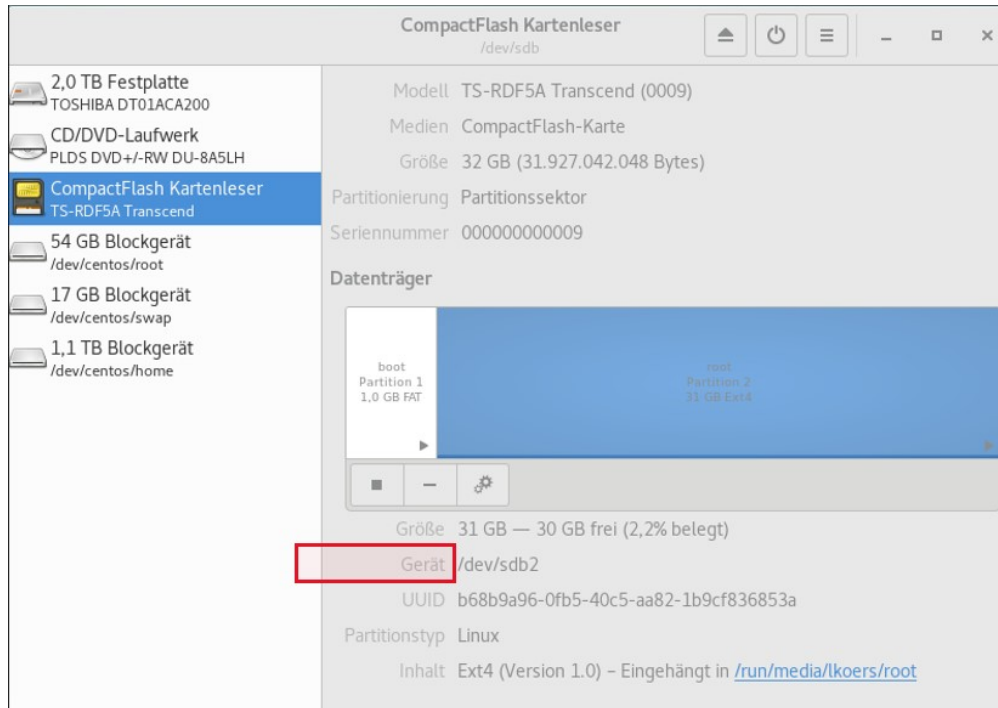 CompactFlash Kartenleser
/dev/sdb
2,0 TB Festplatte
TOSHIBA DT01ACA200
CD/DVD-Laufwerk
PLDS DVD+/-RW DU-8A5LH
CompactFlash Kartenleser
TS-RDF5A Transcend
54 GB Blockgerät
/dev/centos/root
17 GB Blockgerät
/dev/centos/swap
1,1 TB Blockgerät
/dev/centos/home
Modell TS-RDF5A Transcend (0009)
Medien CompactFlash-Karte
Größe 32 GB (31.927.042.048 Bytes)
Partitionierung Partitionssektor
Seriennummer 000000000009
Datenträger
boot
Partition 1
1,0 GB FAT
root
Partition 2
31 GB Ext4
Größe 31 GB — 30 GB frei (2,2% belegt)
Gerät /dev/sdb2
UUID b68b9a96-0fb5-40c5-aa82-1b9cf836853a
Partitionstyp Linux
Inhalt Ext4 (Version 1.0) – Eingehängt in /run/media/lkoers/root